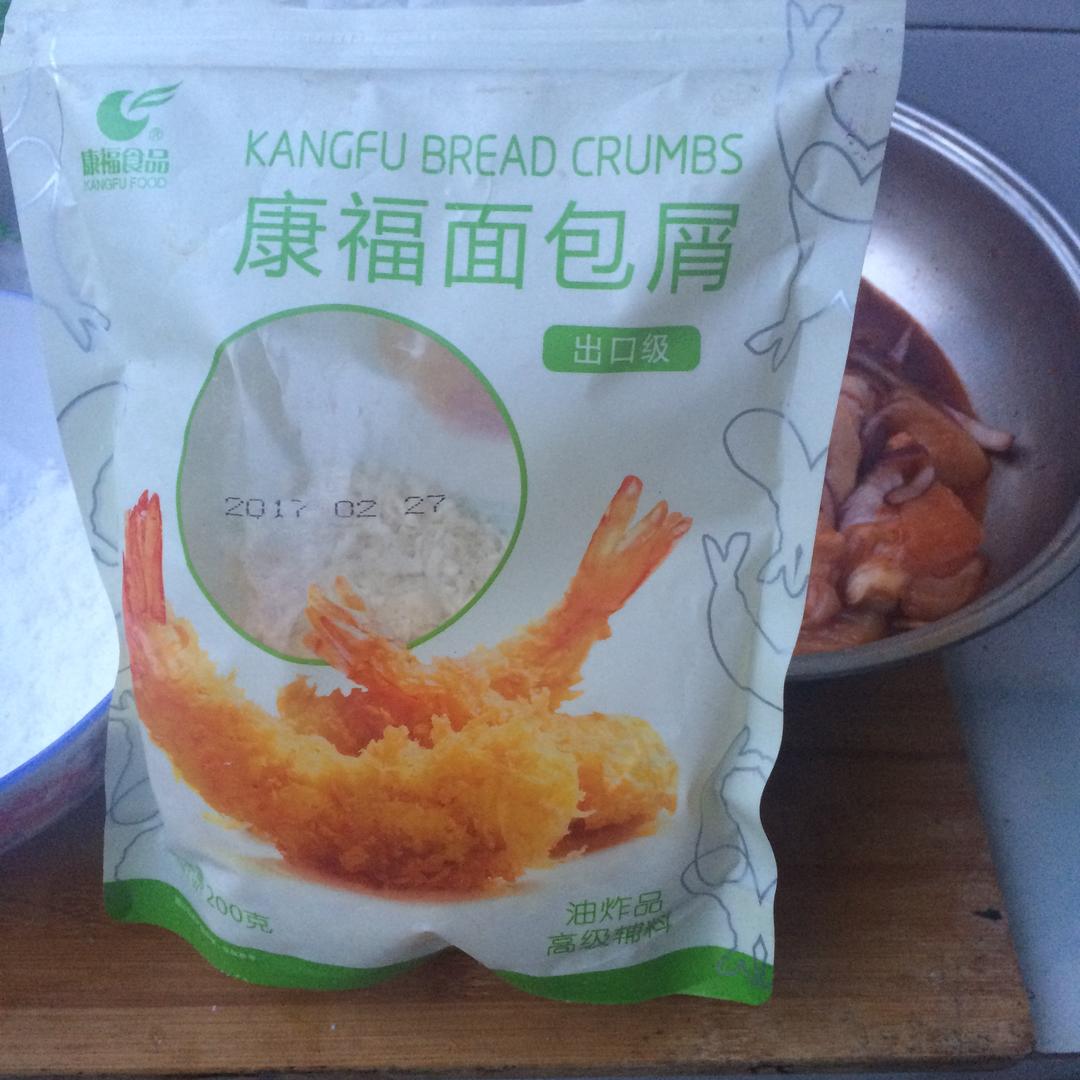 康福食品®
KANGFU FOOD
KANGFU BREAD CRUMBS
康福面包屑
出口级
2017 02 27
200克
油炸品
高级辅料